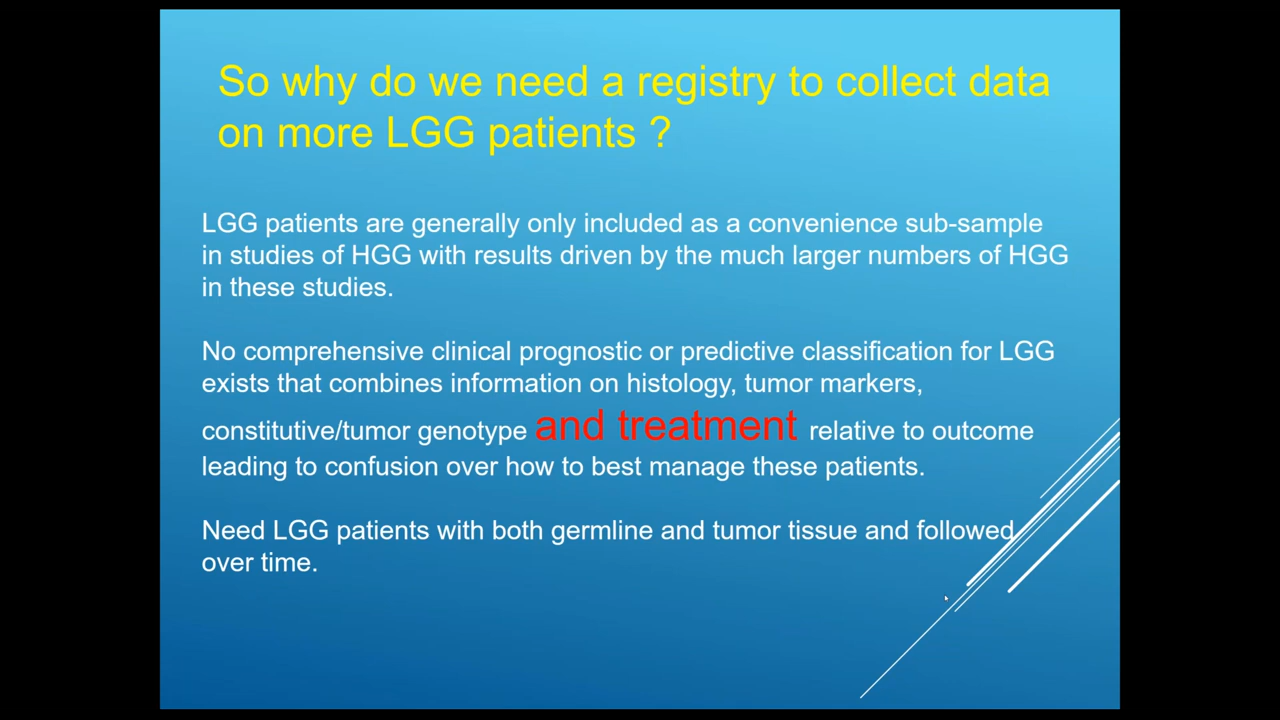 So why do we need a registry to collect data
on more LGG patients ?
LGG patients are generally only included as a convenience sub-sample
in studies of HGG with results driven by the much larger numbers of HGG
in these studies.
No comprehensive clinical prognostic or predictive classification for LGG
exists that combines information on histology, tumor markers,
constitutive/tumor genotype and treatment relative to outcome
leading to confusion over how to best manage these patients.
Need LGG patients with both germline and tumor tissue and followed
over time.